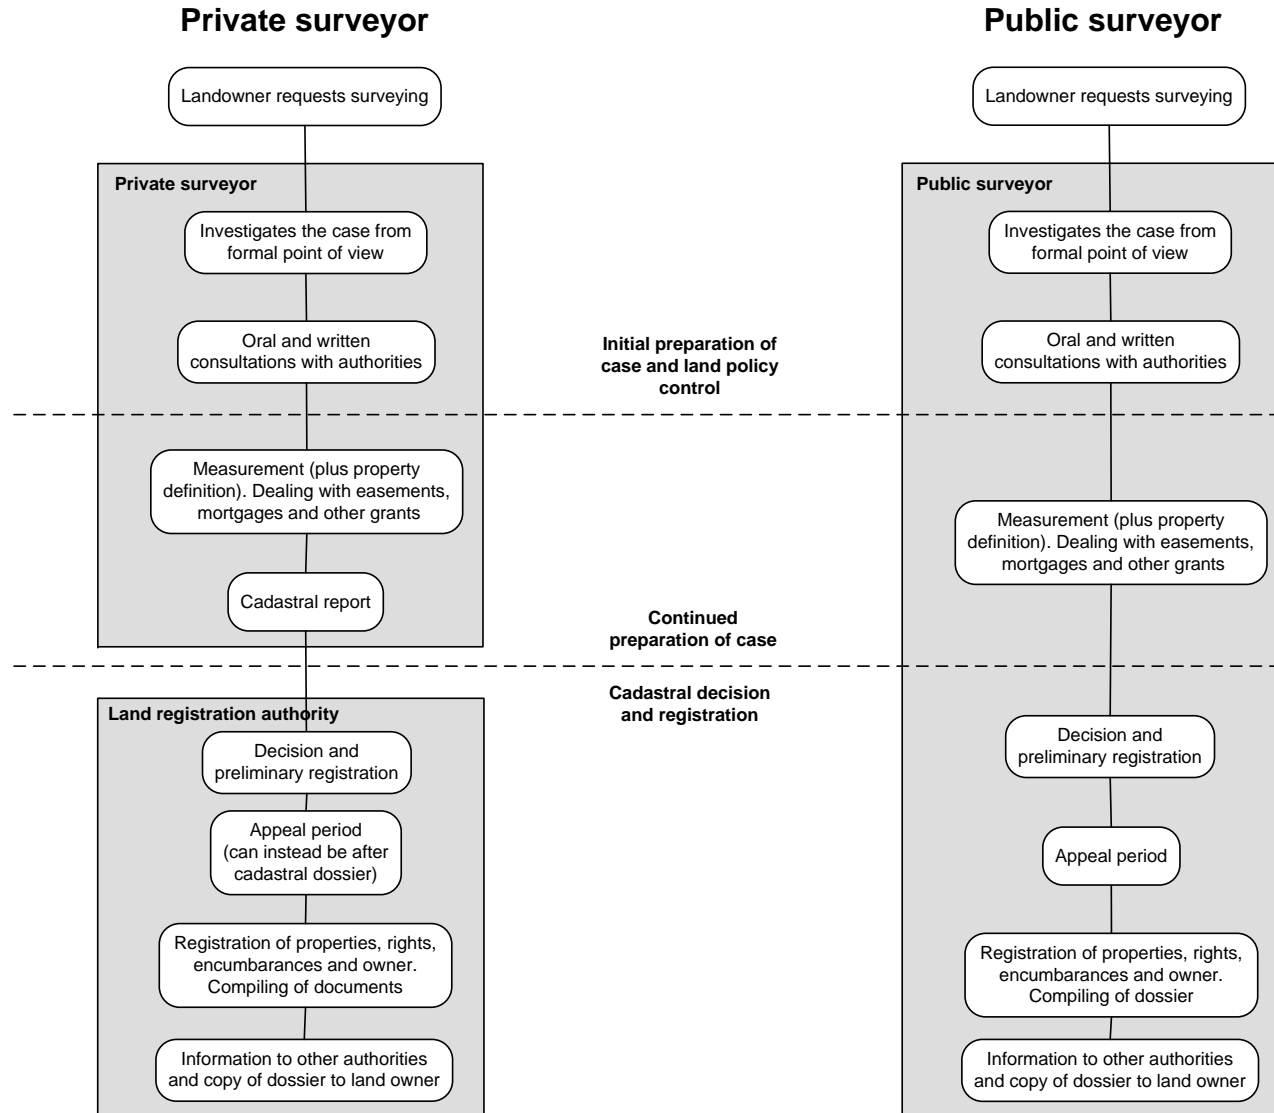 Private surveyor
Landowner requests surveying
Private surveyor
Investigates the case from
formal point of view
Oral and written
consultations with authorities
Measurement (plus property
definition). Dealing with easements,
mortgages and other grants
Cadastral report
Land registration authority
Decision and
preliminary registration
Appeal period
(can instead be after
cadastral dossier)
Registration of properties, rights,
encumbarances and owner.
Compiling of documents
Information to other authorities
and copy of dossier to land owner
Initial preparation of
case and land policy
control
Continued
preparation of case
Cadastral decision
and registration
Public surveyor
Landowner requests surveying
Public surveyor
Investigates the case from
formal point of view
Oral and written
consultations with authorities
Measurement (plus property
definition). Dealing with easements,
mortgages and other grants
Decision and
preliminary registration
Appeal period
Registration of properties, rights,
encumbarances and owner.
Compiling of dossier
Information to other authorities
and copy of dossier to land owner